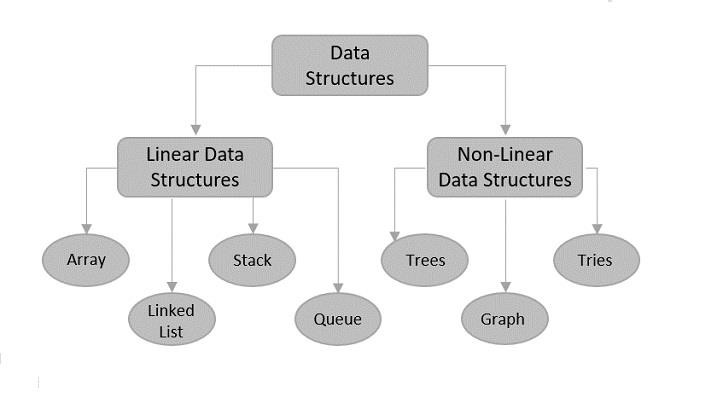 Data
Structures
Linear Data
Structures
Non-Linear
Data Structures
Array
Stack
Trees
Tries
Linked
List
Queue
Graph